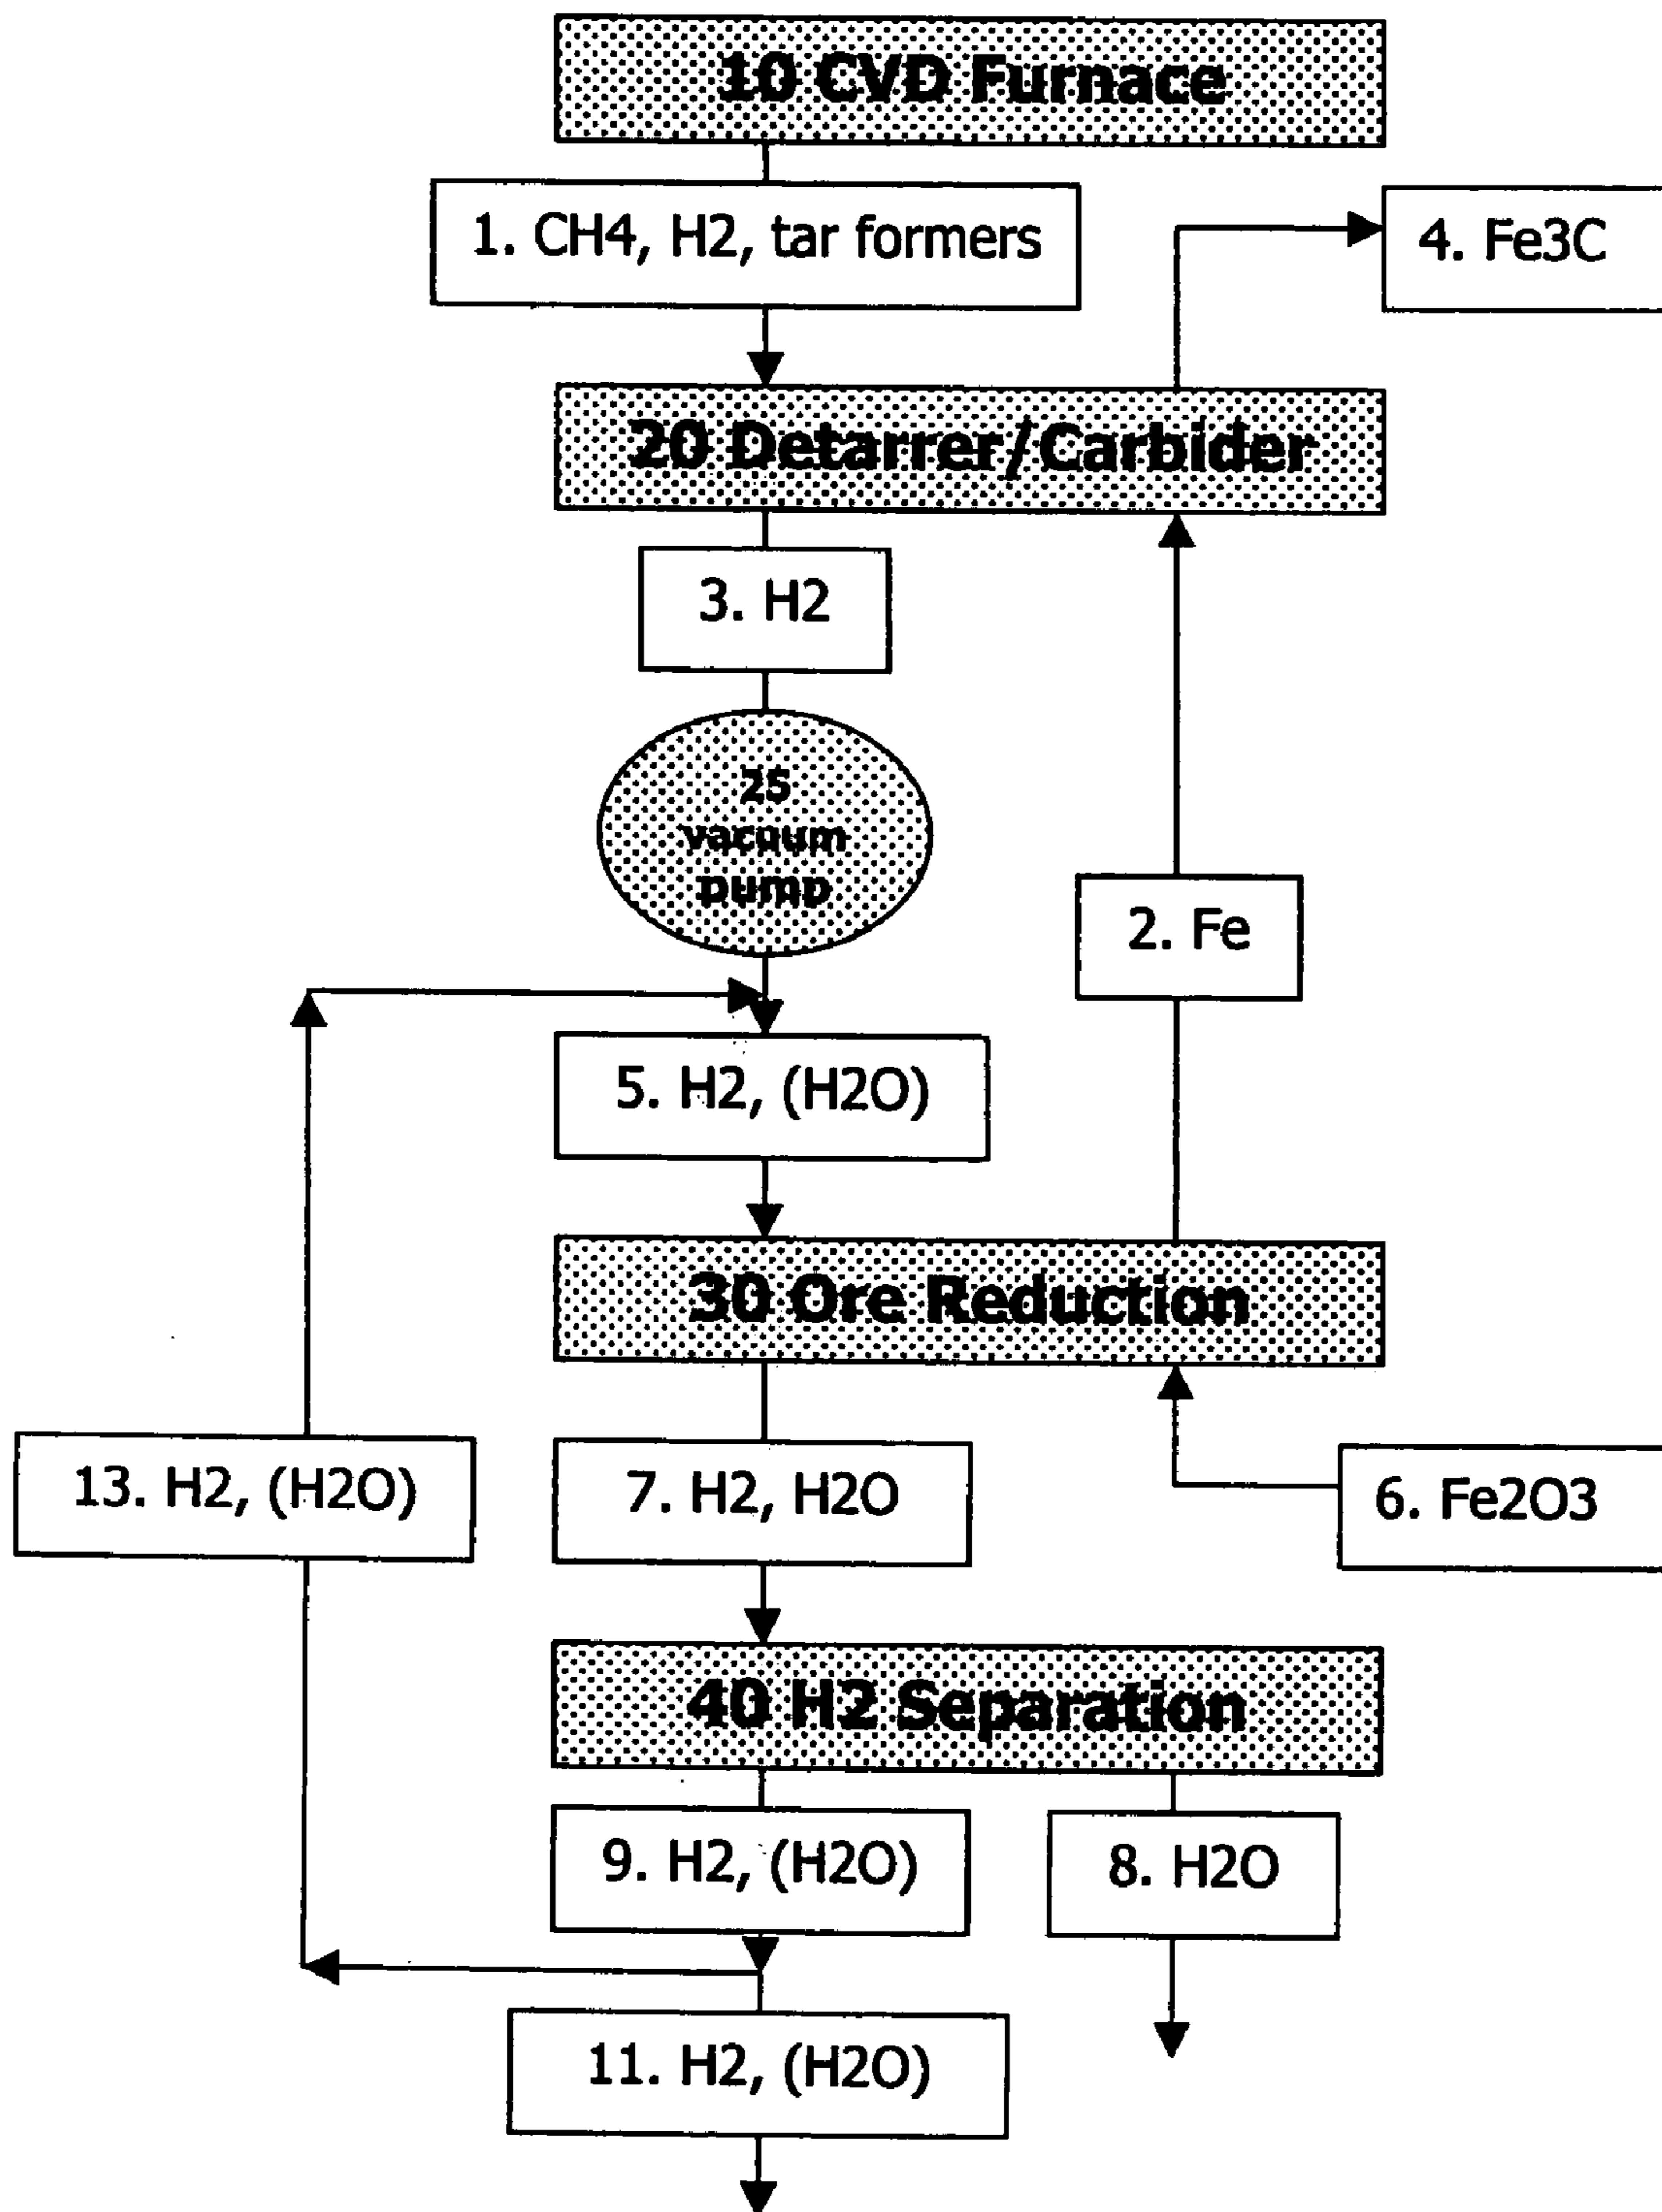 10 CVD Furnace
1. CH4, H2, tar formers
4. Fe3C
20 Detarrer/Carbider
3. H2
25
vacuum
pump
2. Fe
5. H2, (H2O)
30 Ore Reduction
13. H2, (H2O)
7. H2, H2O
6. Fe2O3
40 H2 Separation
9. H2, (H2O)
8. H2O
11. H2, (H2O)